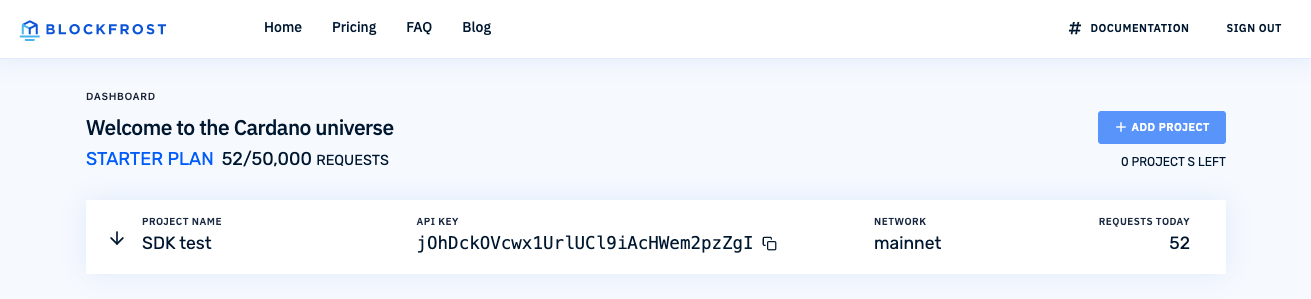 BLOCKFROST Home Pricing FAQ Blog # DOCUMENTATION SIGN OUT
DASHBOARD
Welcome to the Cardano universe
+ ADD PROJECT
STARTER PLAN 52/50,000 REQUESTS
0 PROJECT S LEFT
PROJECT NAME API KEY NETWORK REQUESTS TODAY
SDK test jOhDckOVcwx1UrlUCl9iAcHWem2pzZgI mainnet 52